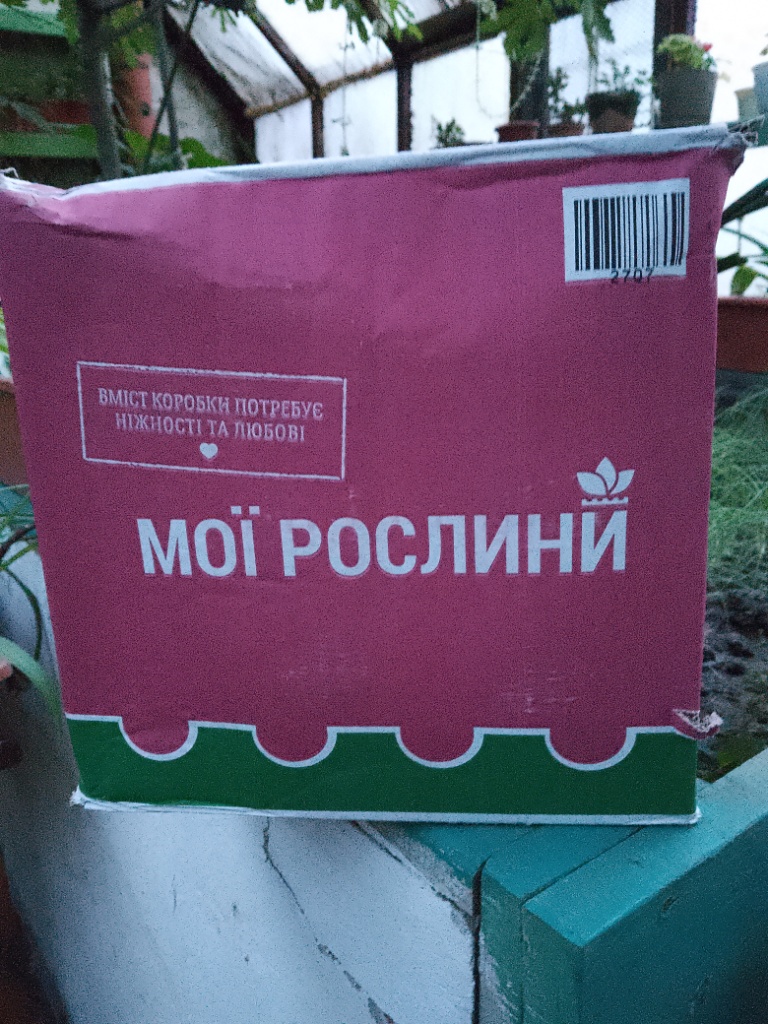 2707
ВМІСТ КОРОБКИ ПОТРЕБУЄ
НІЖНОСТІ ТА ЛЮБОВІ
МОЇ РОСЛИНИ